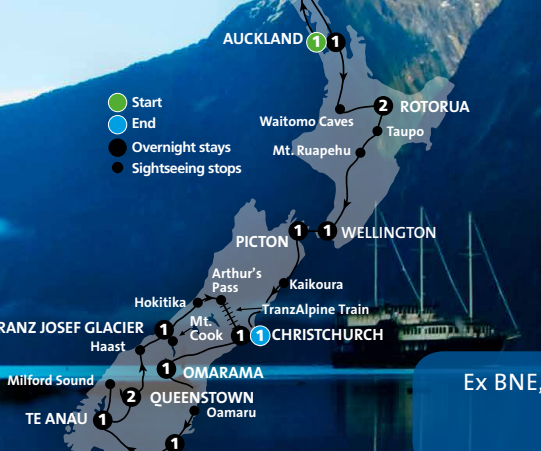 AUCKLAND 1 1
Start
End
Overnight stays
Sightseeing stops
2 ROTORUA
Waitomo Caves
Taupo
Mt. Ruapehu
PICTON 1 1 WELLINGTON
Arthur's
Pass
Kaikoura
Hokitika
TranzAlpine Train
RANZ JOSEF GLACIER 1
Mt.
Cook
1 1 CHRISTCHURCH
Haast
1 OMARAMA
Milford Sound
2 QUEENSTOWN
Oamaru
TE ANAU 1
1
Ex BNE,